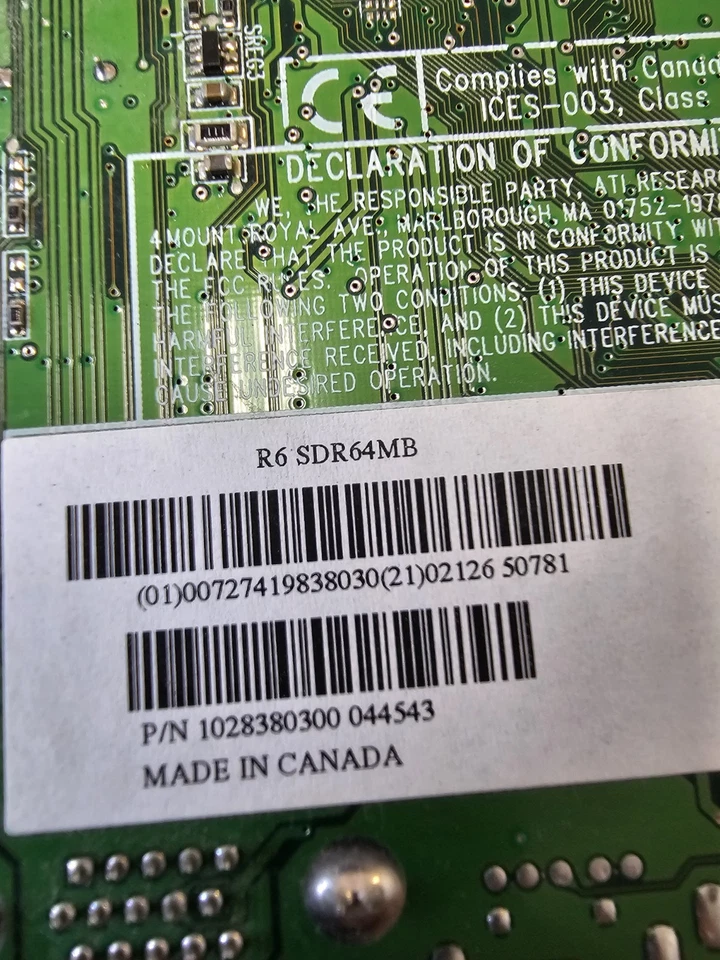 SMLC3
CE
Complies with Canad
ICES-003, Class
DECLARATION OF CONFORMI
WE, THE RESPONSIBLE PARTY, ATI RESEARC
4 MOUNT ROYAL AVE., MARLBOROUGH, MA 01752-197
DECLARE THAT THE PRODUCT IS IN CONFORMITY WIT
THE FCC RULES. OPERATION OF THIS PRODUCT IS
THE FOLLOWING TWO CONDITIONS: (1) THIS DEVICE
HARMFUL INTERFERENCE, AND (2) THIS DEVICE MUS
INTERFERENCE RECEIVED, INCLUDING INTERFERENCE
CAUSE UNDESIRED OPERATION.
R6 SDR64MB
(01)00727419838030(21)02126 50781
P/N 1028380300 044543
MADE IN CANADA